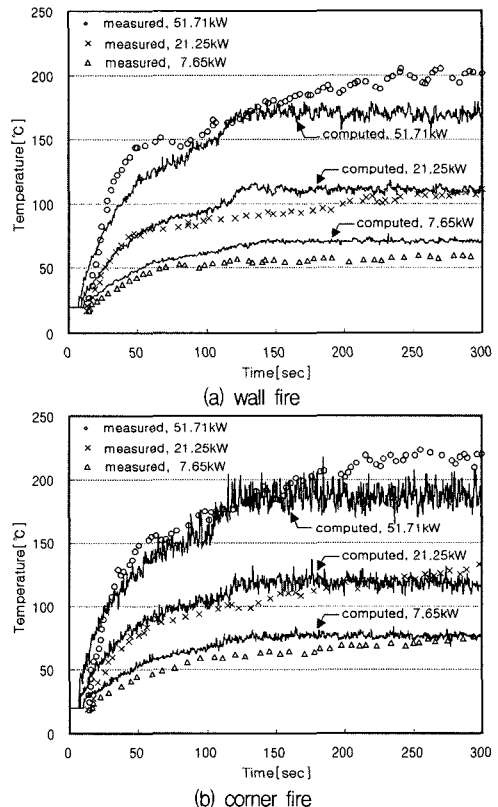 250
measured, 51.71kW
measured, 21.25kW
measured, 7.65kW
200
150
computed, 51.71kW
computed, 21.25kW
100
computed, 7.65kW
50
0
Temperature[℃]
0 50 100 150 200 250 300
Time[sec]
(a) wall fire
250
measured, 51.71kW
measured, 21.25kW
measured, 7.65kW
200
computed, 51.71kW
150
computed, 21.25kW
100
computed, 7.65kW
50
0
Temperature[℃]
0 50 100 150 200 250 300
Time[sec]
(b) corner fire